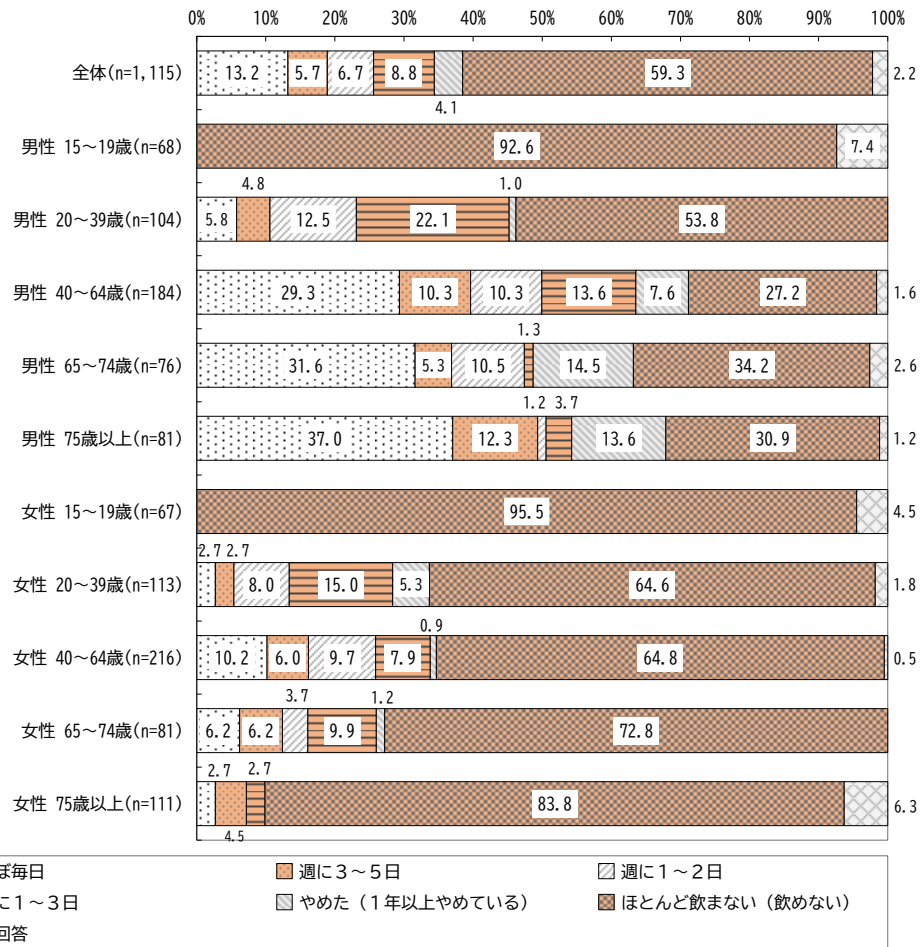 0% 10% 20% 30% 40% 50% 60% 70% 80% 90% 100%
全体(n=1,115) 13.2 5.7 6.7 8.8 4.1 59.3 2.2
男性 15～19歳(n=68) 92.6 7.4
男性 20～39歳(n=104) 5.8 4.8 12.5 22.1 1.0 53.8
男性 40～64歳(n=184) 29.3 10.3 10.3 13.6 7.6 27.2 1.6
男性 65～74歳(n=76) 31.6 5.3 10.5 1.3 14.5 34.2 2.6
男性 75歳以上(n=81) 37.0 12.3 1.2 3.7 13.6 30.9 1.2
女性 15～19歳(n=67) 95.5 4.5
女性 20～39歳(n=113) 2.7 2.7 8.0 15.0 5.3 64.6 1.8
女性 40～64歳(n=216) 10.2 6.0 9.7 7.9 0.9 64.8 0.5
女性 65～74歳(n=81) 6.2 6.2 3.7 9.9 1.2 72.8
女性 75歳以上(n=111) 2.7 4.5 2.7 83.8 6.3
ぼ毎日 週に３～５日 週に１～２日
に１～３日 やめた（１年以上やめている） ほとんど飲まない（飲めない）
回答